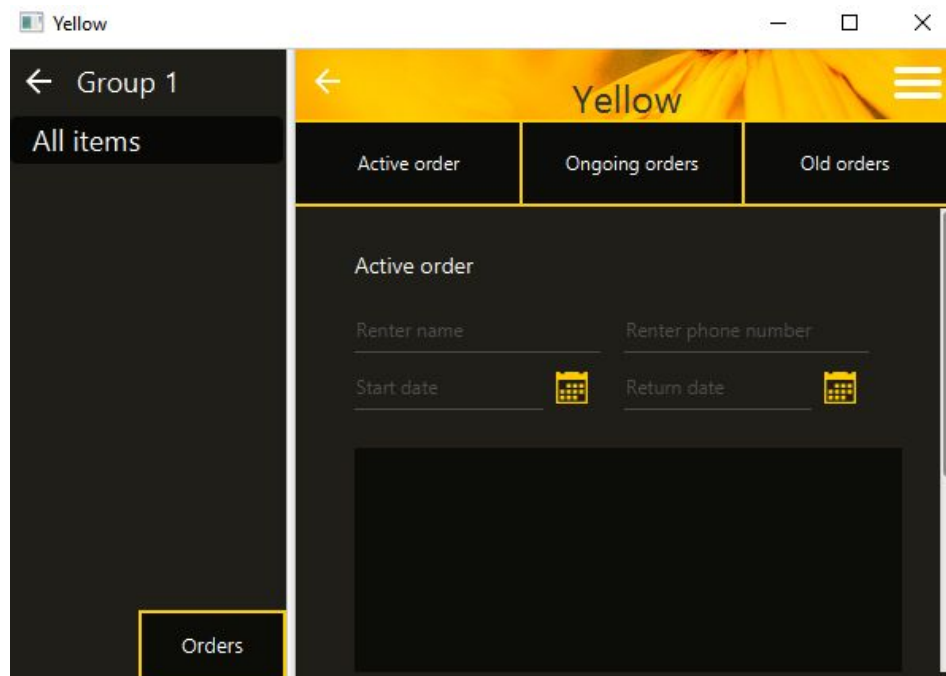 Yellow
Group 1
All items
Orders
Yellow
Active order
Ongoing orders
Old orders
Active order
Renter name
Renter phone number
Start date
Return date